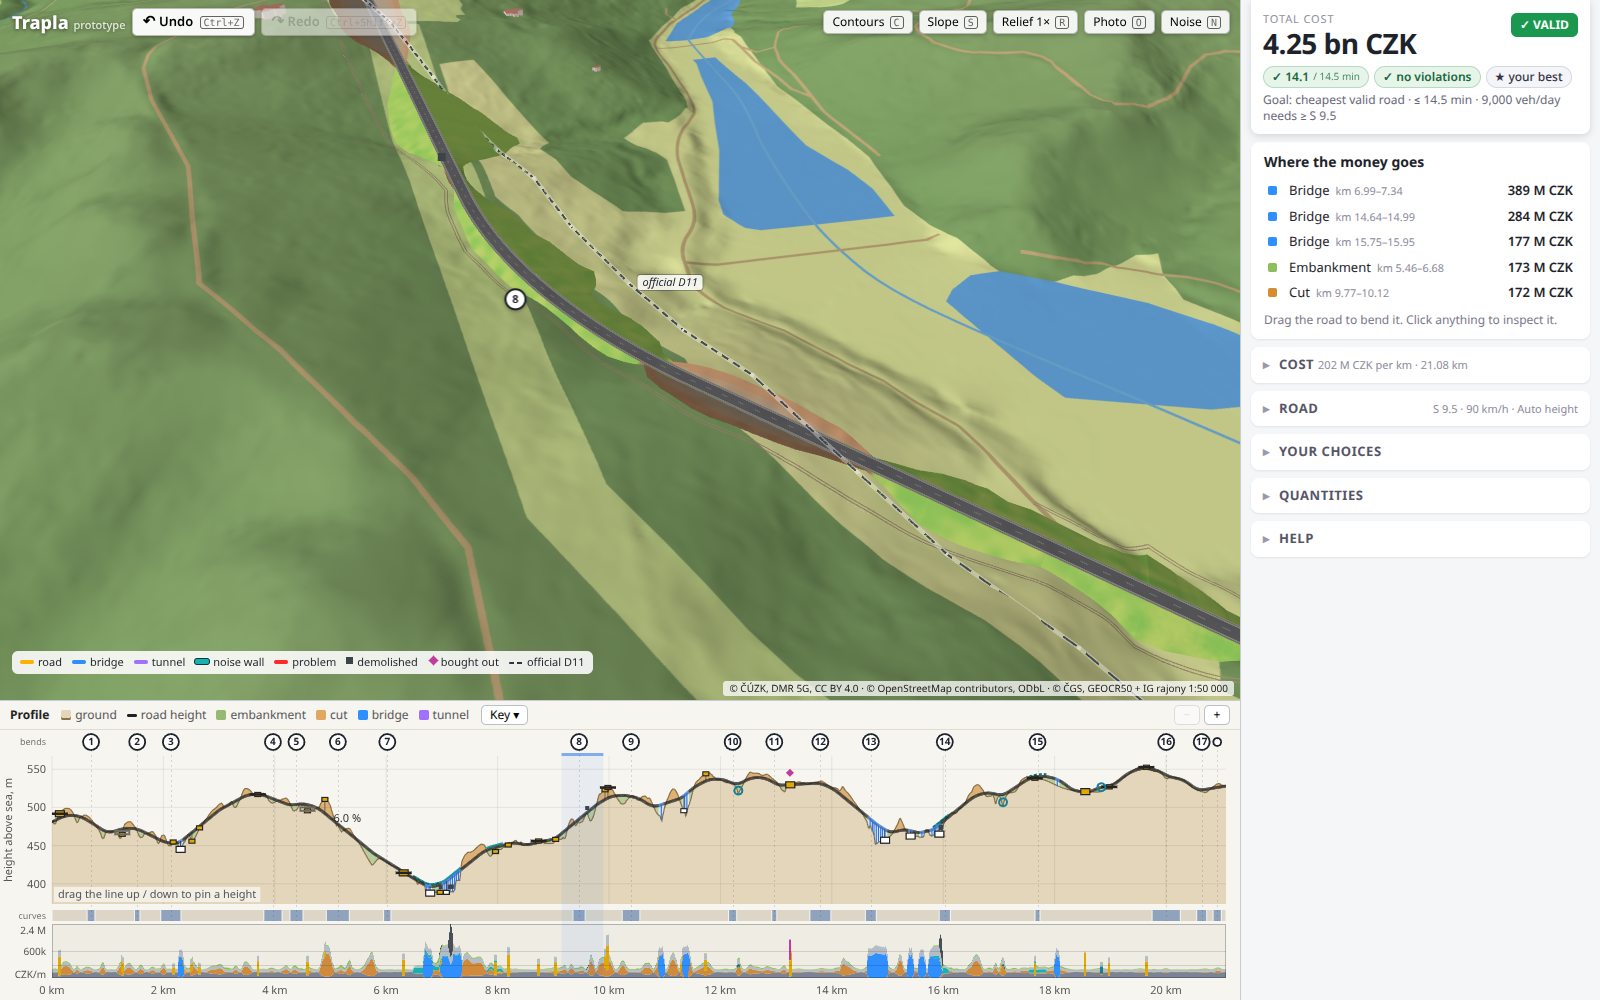 Trapla prototype
↶ Undo Ctrl+Z
↷ Redo Ctrl+Shift+Z
Contours C
Slope S
Relief 1× R
Photo O
Noise N
official D11
8
road bridge tunnel noise wall problem demolished bought out official D11
© ČÚZK, DMR 5G, CC BY 4.0 · © OpenStreetMap contributors, ODbL · © ČGS, GEOCR50 + IG rajony 1:50 000
TOTAL COST
4.25 bn CZK
✓ VALID
✓ 14.1 / 14.5 min
✓ no violations
★ your best
Goal: cheapest valid road · ≤ 14.5 min · 9,000 veh/day
needs ≥ S 9.5
Where the money goes
Bridge km 6.99–7.34 389 M CZK
Bridge km 14.64–14.99 284 M CZK
Bridge km 15.75–15.95 177 M CZK
Embankment km 5.46–6.68 173 M CZK
Cut km 9.77–10.12 172 M CZK
Drag the road to bend it. Click anything to inspect it.
▶ COST 202 M CZK per km · 21.08 km
▶ ROAD S 9.5 · 90 km/h · Auto height
▶ YOUR CHOICES
▶ QUANTITIES
▶ HELP
Profile ground road height embankment cut bridge tunnel Key ▾ − +
bends 1 2 3 4 5 6 7 8 9 10 11 12 13 14 15 16 17
height above sea, m
550
500
450
400
6.0 %
drag the line up / down to pin a height
curves
2.4 M
600k
CZK/m
0 km 2 km 4 km 6 km 8 km 10 km 12 km 14 km 16 km 18 km 20 km